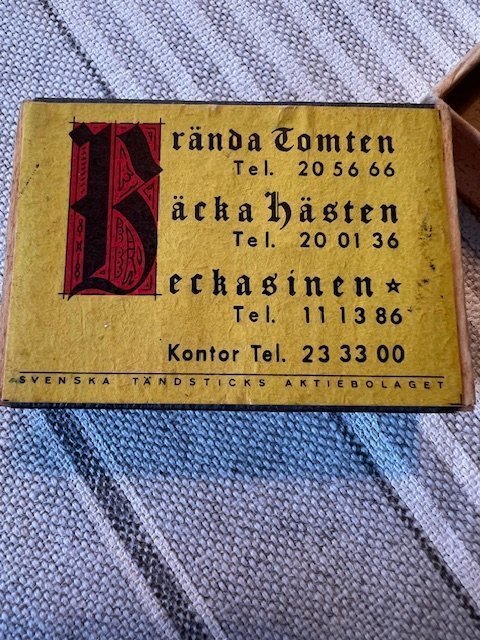 Brända Tomten
Tel. 20 56 66
Bäcka Hästen
Tel. 20 01 36
Beckasinen ☆
Tel. 11 13 86
Kontor Tel. 23 33 00
SVENSKA TÄNDSTICKS AKTIEBOLAGET